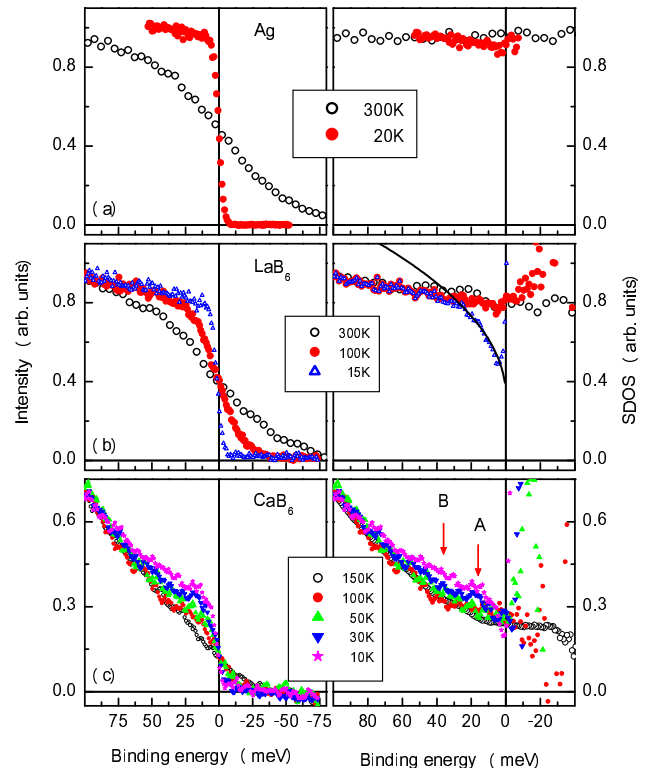 Ag
0.8
0.4
0.0
( a)
300K
20K
0.8
0.4
0.0
LaB6
0.8
0.4
0.0
( b)
300K
100K
15K
0.8
0.4
0.0
Intensity ( arb. units)
SDOS ( arb. units)
CaB6
0.6
0.3
0.0
( c)
150K
100K
50K
30K
10K
B
A
0.6
0.3
0.0
75 50 25 0 -25 -50 -75
80 60 40 20 0 -20
Binding energy ( meV)
Binding energy ( meV)